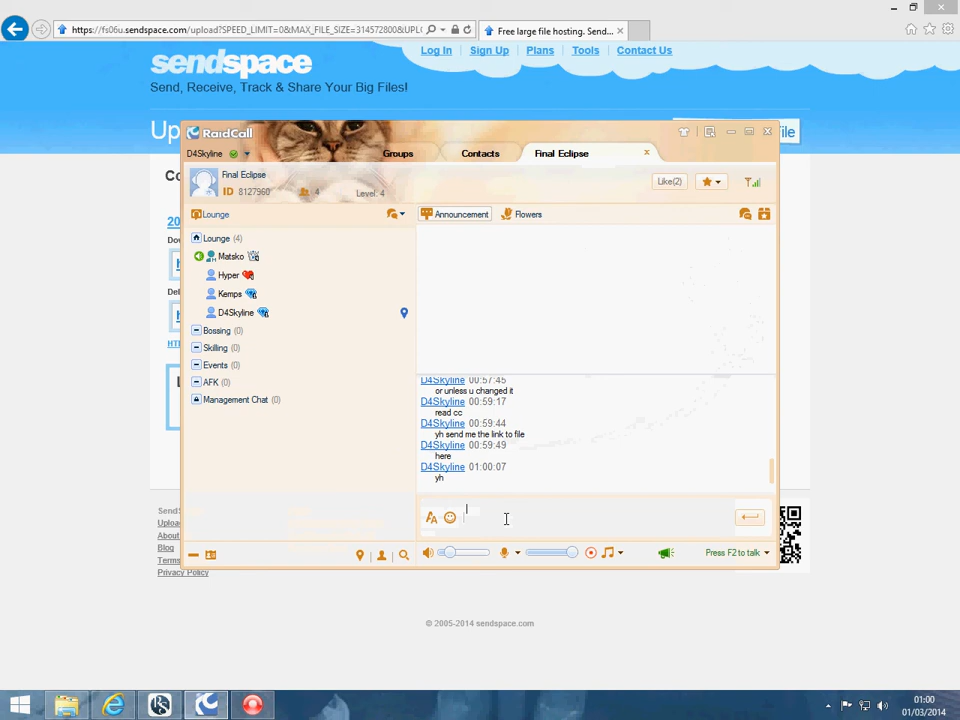 https://fs06u.sendspace.com/upload?SPEED_LIMIT=0&MAX_FILE_SIZE=314572800&UPL
Free large file hosting. Send...
Log In Sign Up Plans Tools Contact Us
sendspace
Send, Receive, Track & Share Your Big Files!
RaidCall
D4Skyline
Groups
Contacts
Final Eclipse
Final Eclipse
ID 8127960
4
Level: 4
Like(2)
Lounge
Announcement
Flowers
Lounge (4)
Matsko
Hyper
Kemps
D4Skyline
Bossing (0)
Skilling (0)
Events (0)
AFK (0)
Management Chat (0)
D4Skyline 00:57:45
or unless u changed it
D4Skyline 00:59:17
read cc
D4Skyline 00:59:44
yh send me the link to file
D4Skyline 00:59:49
here
D4Skyline 01:00:07
yh
Press F2 to talk
Blog
Privacy Policy
© 2005-2014 sendspace.com
01:00
01/03/2014